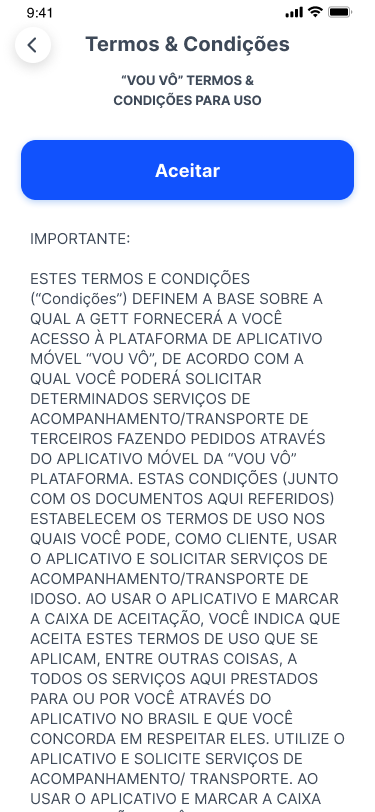 9:41
Termos & Condições
“VOU VÔ” TERMOS &
CONDIÇÕES PARA USO
Aceitar
IMPORTANTE:
ESTES TERMOS E CONDIÇÕES
(“Condições”) DEFINEM A BASE SOBRE A
QUAL A GETT FORNECERÁ A VOCÊ
ACESSO À PLATAFORMA DE APLICATIVO
MÓVEL “VOU VÔ”, DE ACORDO COM A
QUAL VOCÊ PODERÁ SOLICITAR
DETERMINADOS SERVIÇOS DE
ACOMPANHAMENTO/TRANSPORTE DE
TERCEIROS FAZENDO PEDIDOS ATRAVÉS
DO APLICATIVO MÓVEL DA “VOU VÔ”
PLATAFORMA. ESTAS CONDIÇÕES (JUNTO
COM OS DOCUMENTOS AQUI REFERIDOS)
ESTABELECEM OS TERMOS DE USO NOS
QUAIS VOCÊ PODE, COMO CLIENTE, USAR
O APLICATIVO E SOLICITAR SERVIÇOS DE
ACOMPANHAMENTO/TRANSPORTE DE
IDOSO. AO USAR O APLICATIVO E MARCAR
A CAIXA DE ACEITAÇÃO, VOCÊ INDICA QUE
ACEITA ESTES TERMOS DE USO QUE SE
APLICAM, ENTRE OUTRAS COISAS, A
TODOS OS SERVIÇOS AQUI PRESTADOS
PARA OU POR VOCÊ ATRAVÉS DO
APLICATIVO NO BRASIL E QUE VOCÊ
CONCORDA EM RESPEITAR ELES. UTILIZE O
APLICATIVO E SOLICITE SERVIÇOS DE
ACOMPANHAMENTO/ TRANSPORTE. AO
USAR O APLICATIVO E MARCAR A CAIXA